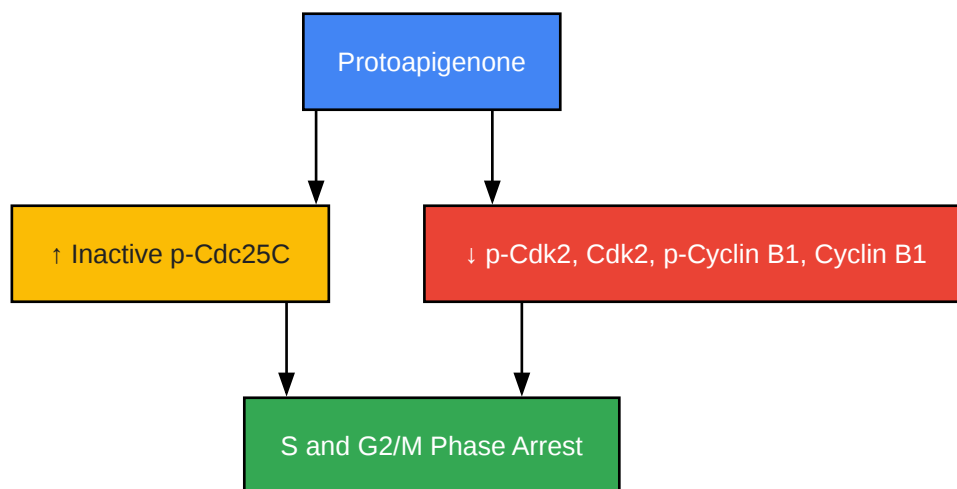 Protoapigenone
↑ Inactive p-Cdc25C
↓ p-Cdk2, Cdk2, p-Cyclin B1, Cyclin B1
S and G2/M Phase Arrest